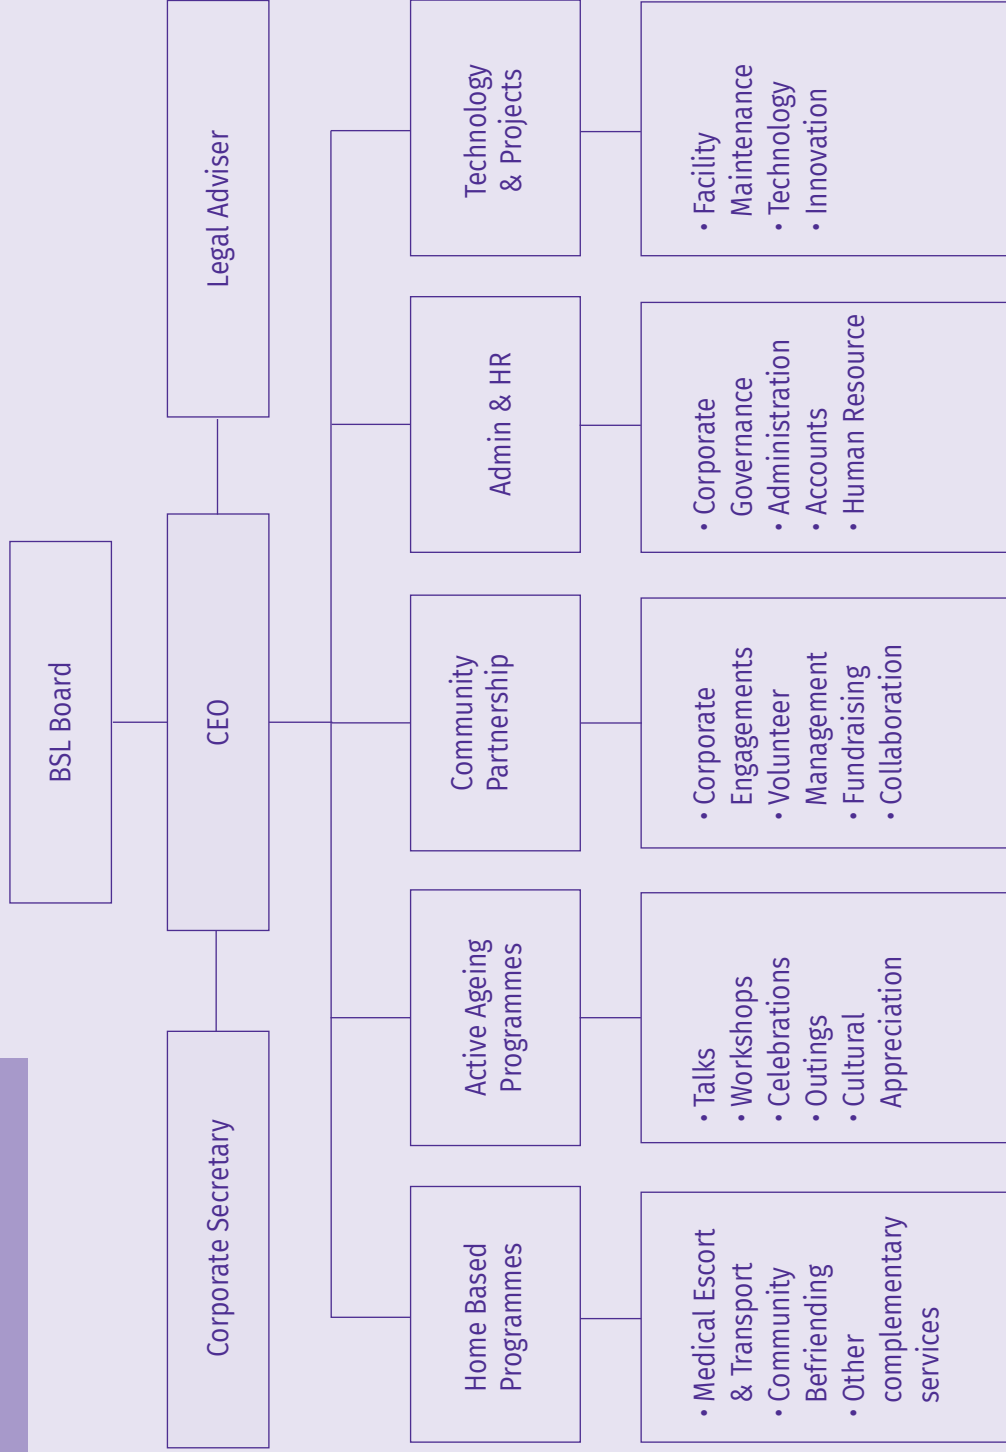 BSL Board
Corporate Secretary
CEO
Legal Adviser
Home Based
Programmes
Active Ageing
Programmes
Community
Partnership
Admin & HR
Technology
& Projects
• Medical Escort
& Transport
• Community
Befriending
• Other
complementary
services
• Talks
• Workshops
• Celebrations
• Outings
• Cultural
Appreciation
• Corporate
Engagements
• Volunteer
Management
• Fundraising
• Collaboration
• Corporate
Governance
• Administration
• Accounts
• Human Resource
• Facility
Maintenance
• Technology
• Innovation